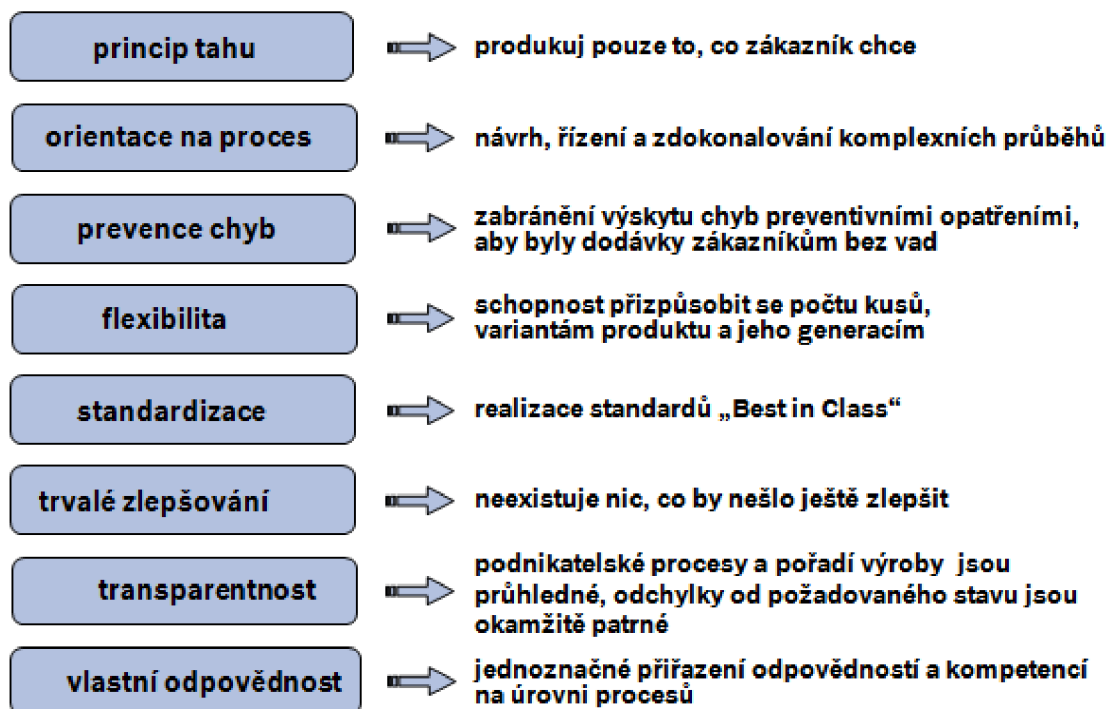 princip tahu
produkuj pouze to, co zákazník chce
orientace na proces
návrh, řízení a zdokonalování komplexních průběhů
prevence chyb
zabránění výskytu chyb preventivními opatřeními,
aby byly dodávky zákazníkům bez vad
flexibilita
schopnost přizpůsobit se počtu kusů,
variantám produktu a jeho generacím
standardizace
realizace standardů „Best in Class“
trvalé zlepšování
neexistuje nic, co by nešlo ještě zlepšit
transparentnost
podnikatelské procesy a pořadí výroby jsou
průhledné, odchylky od požadovaného stavu jsou
okamžitě patrné
vlastní odpovědnost
jednoznačné přiřazení odpovědností a kompetencí
na úrovni procesů